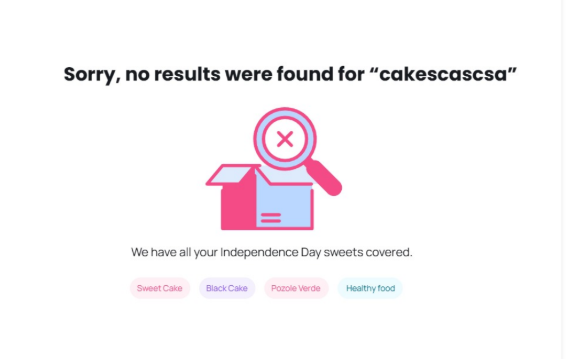 Sorry, no results were found for “cakescascsa”
We have all your Independence Day sweets covered.
Sweet Cake Black Cake Pozole Verde Healthy food